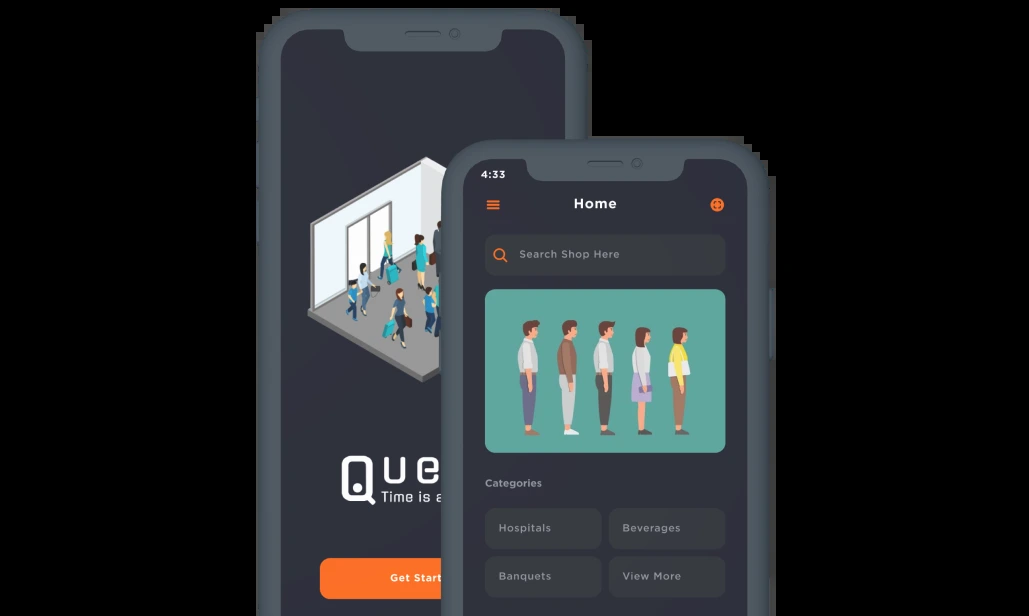 Que
Time is a
Get Start
4:33
Home
Search Shop Here
Categories
Hospitals
Beverages
Banquets
View More